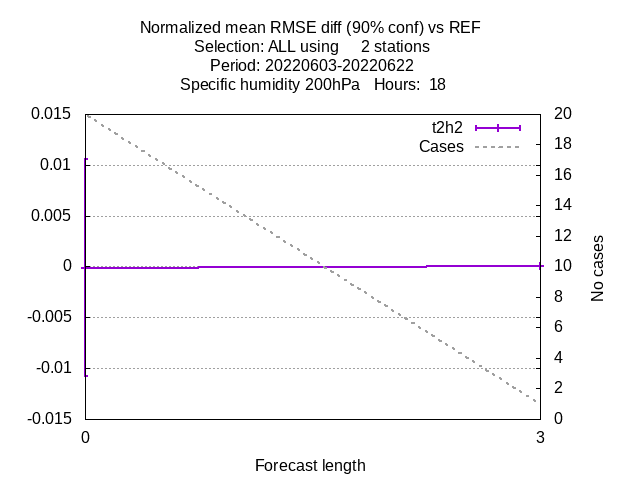 Normalized mean RMSE diff (90% conf) vs REF
Selection: ALL using     2 stations
Period: 20220603-20220622
Specific humidity 200hPa   Hours:  18
t2h2
Cases
0.015
0.01
0.005
0
-0.005
-0.01
-0.015
20
18
16
14
12
10
8
6
4
2
0
No cases
0
3
Forecast length